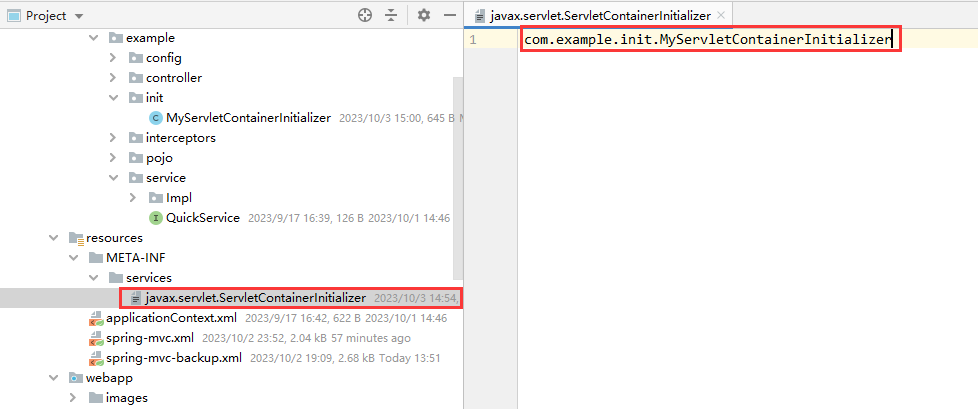 Project
javax.servlet.ServletContainerInitializer
example
1
com.example.init.MyServletContainerInitializer
config
controller
init
MyServletContainerInitializer 2023/10/3 15:00, 645 B
interceptors
pojo
service
Impl
QuickService 2023/9/17 16:39, 126 B 2023/10/1 14:46
resources
META-INF
services
javax.servlet.ServletContainerInitializer 2023/10/3 14:54,
applicationContext.xml 2023/9/17 16:42, 622 B 2023/10/1 14:46
spring-mvc.xml 2023/10/2 23:52, 2.04 kB 57 minutes ago
spring-mvc-backup.xml 2023/10/2 19:09, 2.68 kB Today 13:51
webapp
images